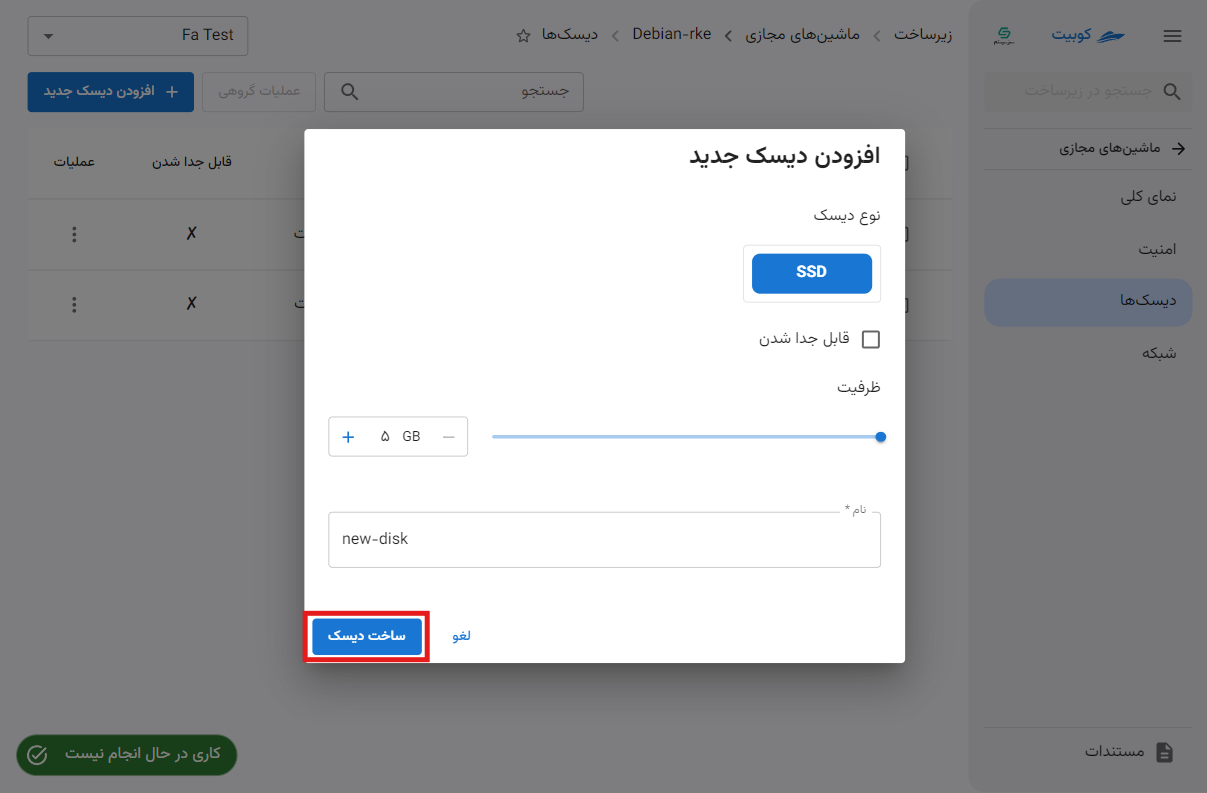 کوبیت
زیرساخت
ماشین‌های مجازی
Debian-rke
دیسک‌ها
Fa Test
جستجو در زیرساخت
جستجو
عملیات گروهی
افزودن دیسک جدید
ماشین‌های مجازی
نمای کلی
امنیت
دیسک‌ها
شبکه
مستندات
قابل جدا شدن
عملیات
✗
✗
افزودن دیسک جدید
نوع دیسک
SSD
قابل جدا شدن
ظرفیت
۵ GB
نام *
new-disk
لغو
ساخت دیسک
کاری در حال انجام نیست